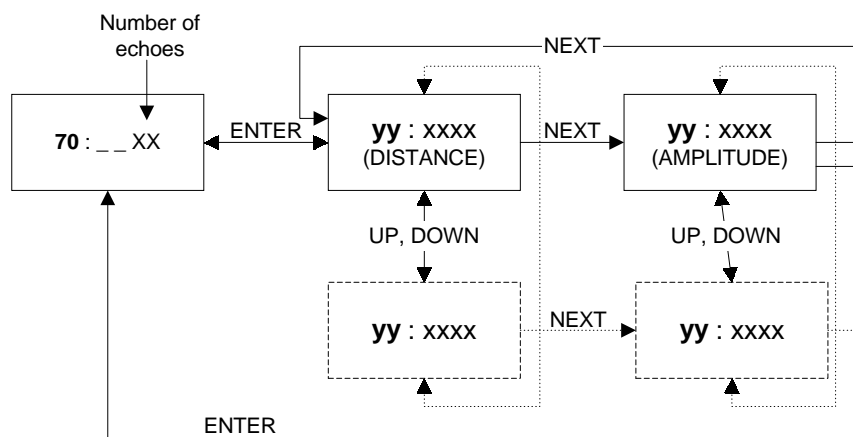 Number of
echoes
NEXT
70 : _ _ XX
ENTER
yy : xxxx
(DISTANCE)
NEXT
yy : xxxx
(AMPLITUDE)
UP, DOWN
UP, DOWN
yy : xxxx
NEXT
yy : xxxx
ENTER